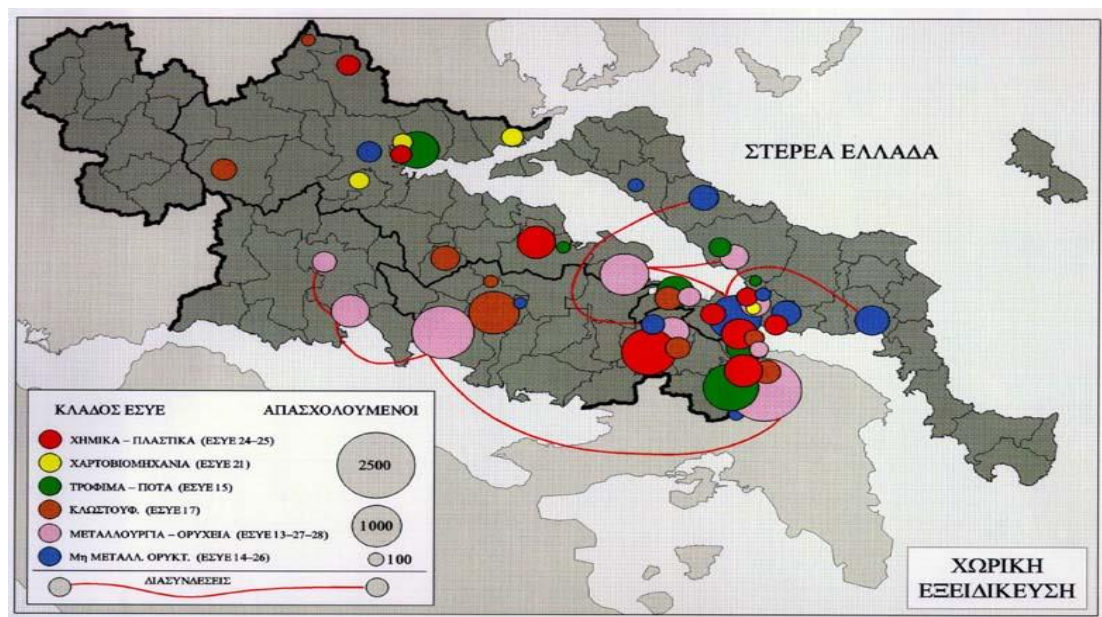 ΣΤΕΡΕΑ ΕΛΛΑΔΑ
ΚΛΑΔΟΣ ΕΣΥΕ
ΑΠΑΣΧΟΛΟΥΜΕΝΟΙ
ΧΗΜΙΚΑ – ΠΛΑΣΤΙΚΑ (ΕΣΥΕ 24–25)
ΧΑΡΤΟΒΙΟΜΗΧΑΝΙΑ (ΕΣΥΕ 21)
ΤΡΟΦΙΜΑ – ΠΟΤΑ (ΕΣΥΕ 15)
ΚΛΩΣΤΟΥΦ. (ΕΣΥΕ 17)
ΜΕΤΑΛΛΟΥΡΓΙΑ – ΟΡΥΧΕΙΑ (ΕΣΥΕ 13–27–28)
Μη ΜΕΤΑΛΛ. ΟΡΥΚΤ. (ΕΣΥΕ 14–26)
2500
1000
100
ΔΙΑΣΥΝΔΕΣΕΙΣ
ΧΩΡΙΚΗ
ΕΞΕΙΔΙΚΕΥΣΗ